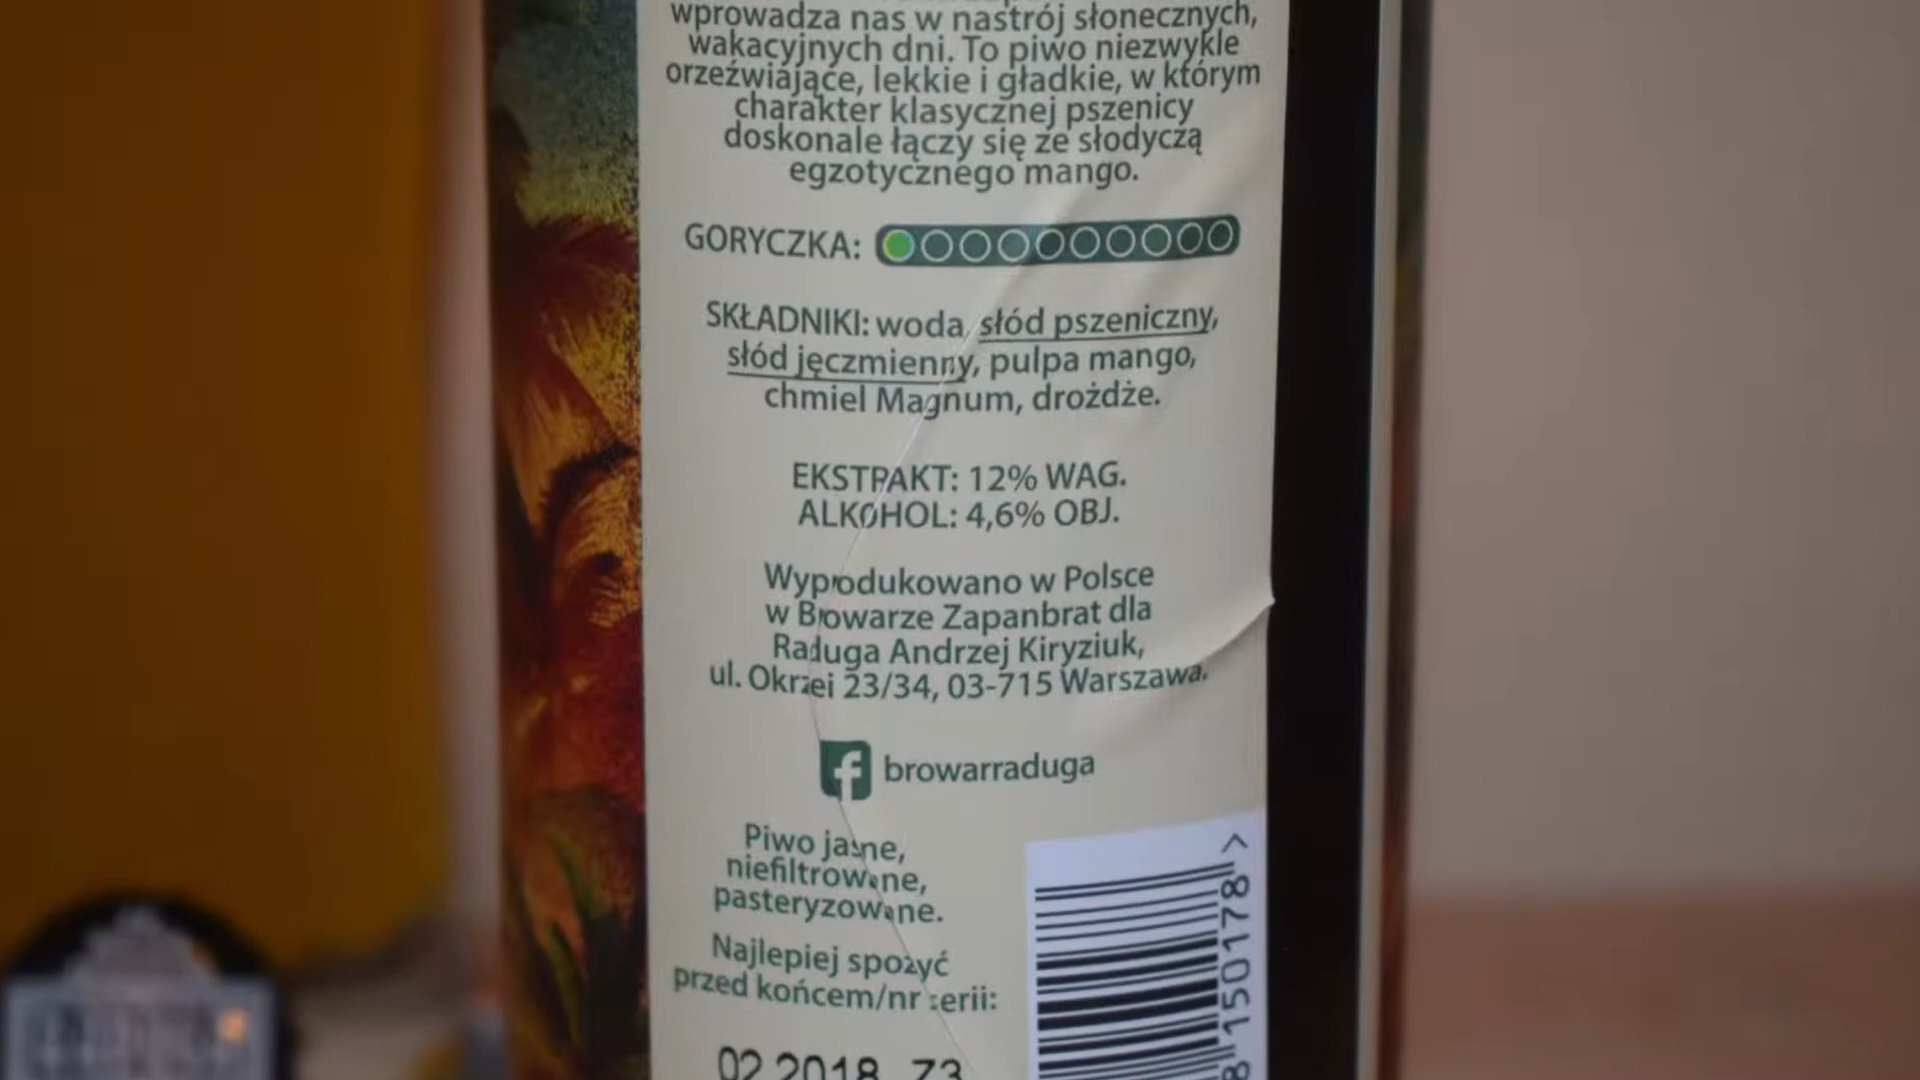 wprowadza nas w nastrój słonecznych,
wakacyjnych dni. To piwo niezwykle
orzeźwiające, lekkie i gładkie, w którym
charakter klasycznej pszenicy
doskonale łączy się ze słodyczą
egzotycznego mango.
GORYCZKA:
SKŁADNIKI: woda, słód pszeniczny,
słód jęczmienny, pulpa mango,
chmiel Magnum, drożdże.
EKSTRAKT: 12% WAG.
ALKOHOL: 4,6% OBJ.
Wyprodukowano w Polsce
w Browarze Zapanbrat dla
Raduga Andrzej Kiryziuk,
ul. Okrzei 23/34, 03-715 Warszawa.
browarraduga
Piwo jasne,
niefiltrowane,
pasteryzowane.
Najlepiej spożyć
przed końcem/nr serii:
02.2018 Z3
8150178 >